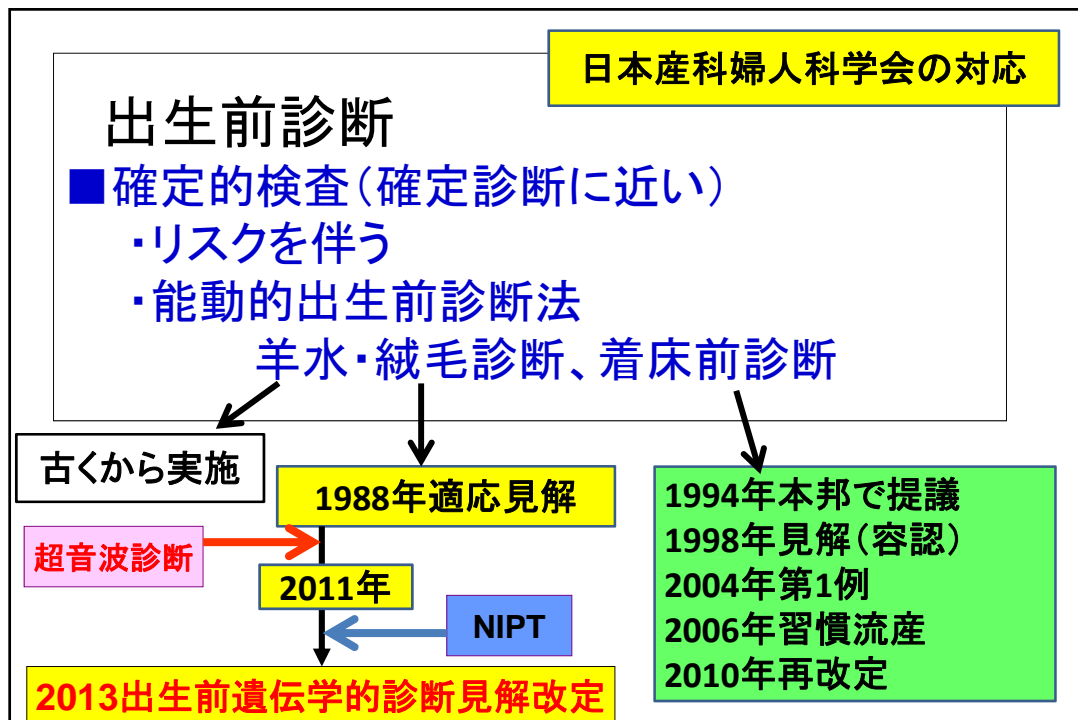 日本産科婦人科学会の対応
出生前診断
■確定的検査(確定診断に近い)
・リスクを伴う
・能動的出生前診断法
羊水・絨毛診断、着床前診断
古くから実施
1988年適応見解
超音波診断
2011年
NIPT
2013出生前遺伝学的診断見解改定
1994年本邦で提議
1998年見解(容認)
2004年第1例
2006年習慣流産
2010年再改定